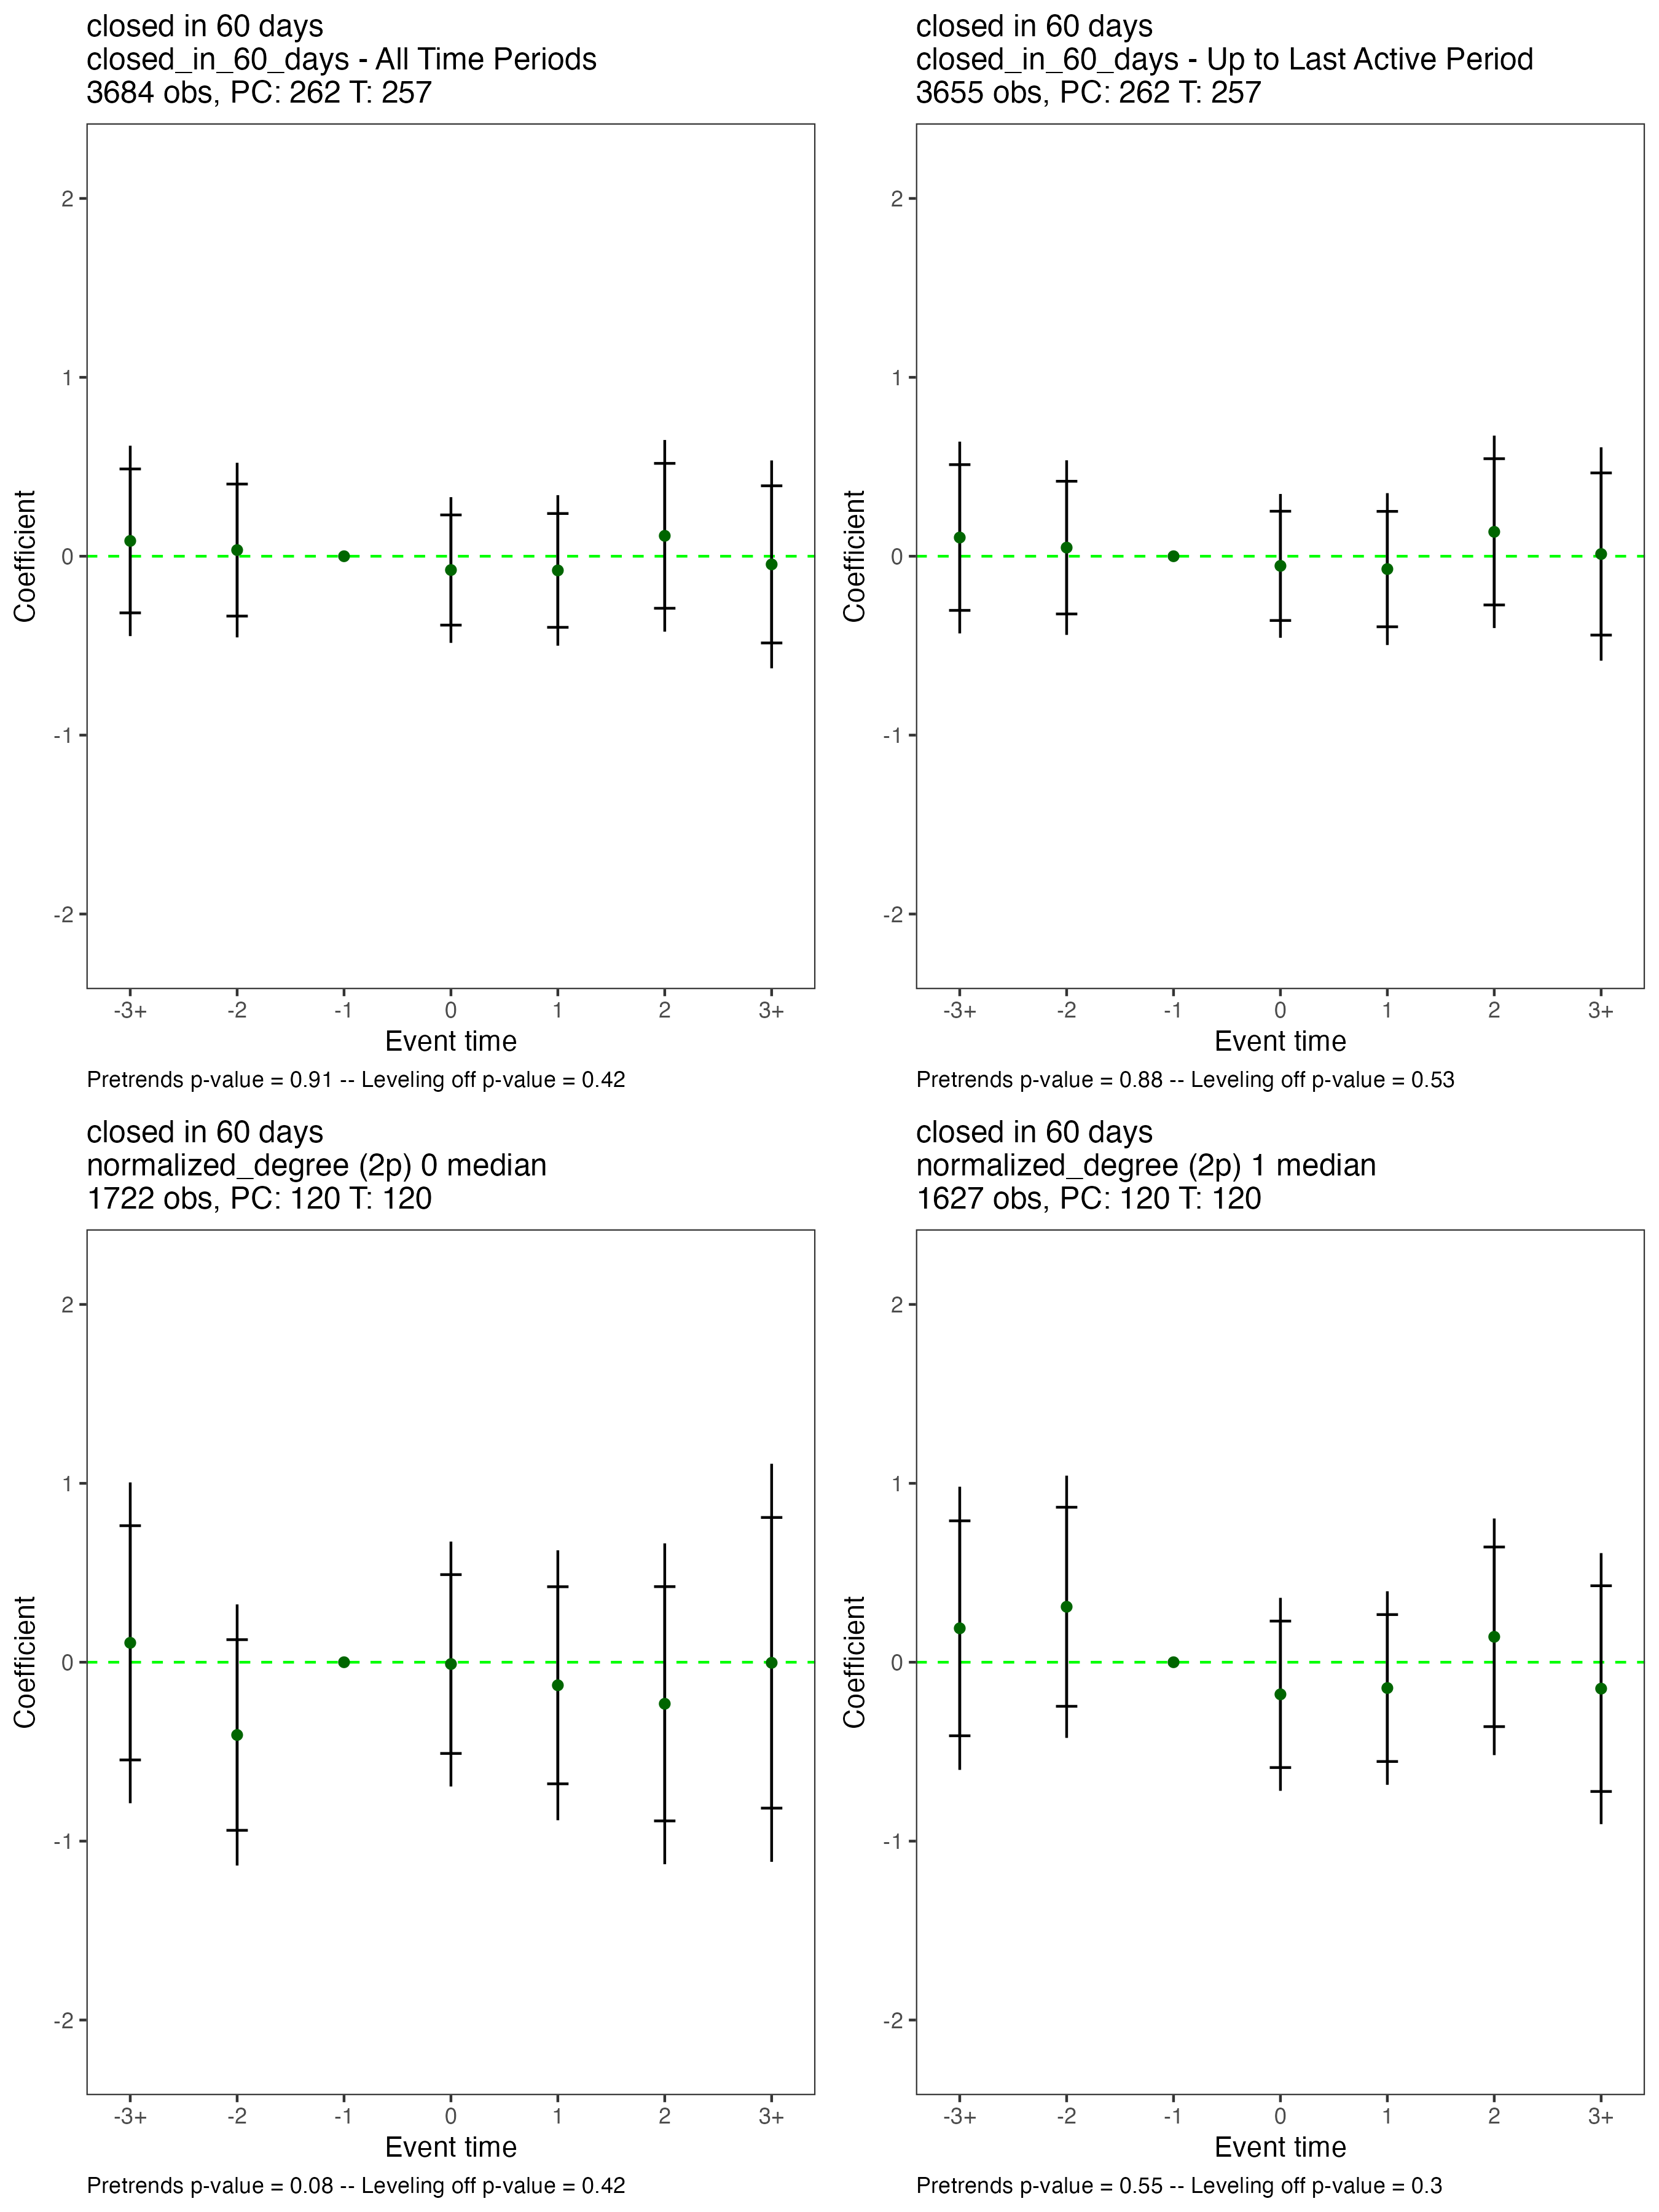 closed in 60 days
closed_in_60_days - All Time Periods
3684 obs, PC: 262 T: 257
Coefficient
2
1
0
-1
-2
-3+ -2 -1 0 1 2 3+
Event time
Pretrends p-value = 0.91 -- Leveling off p-value = 0.42
closed in 60 days
closed_in_60_days - Up to Last Active Period
3655 obs, PC: 262 T: 257
Coefficient
2
1
0
-1
-2
-3+ -2 -1 0 1 2 3+
Event time
Pretrends p-value = 0.88 -- Leveling off p-value = 0.53
closed in 60 days
normalized_degree (2p) 0 median
1722 obs, PC: 120 T: 120
Coefficient
2
1
0
-1
-2
-3+ -2 -1 0 1 2 3+
Event time
Pretrends p-value = 0.08 -- Leveling off p-value = 0.42
closed in 60 days
normalized_degree (2p) 1 median
1627 obs, PC: 120 T: 120
Coefficient
2
1
0
-1
-2
-3+ -2 -1 0 1 2 3+
Event time
Pretrends p-value = 0.55 -- Leveling off p-value = 0.3